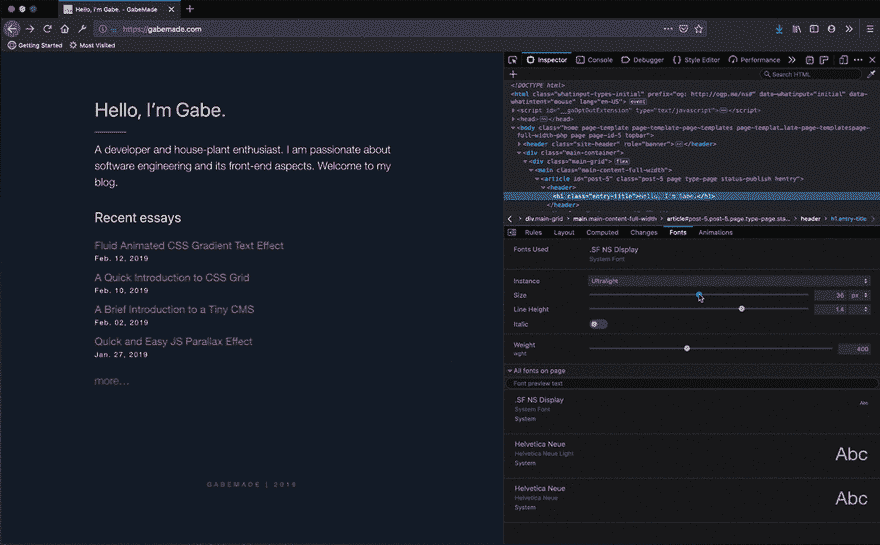 Hello, I'm Gabe. - GabeMade
https://gabemade.com
Getting Started
Most Visited
Hello, I'm Gabe.
A developer and house-plant enthusiast. I am passionate about
software engineering and its front-end aspects. Welcome to my
blog.
Recent essays
Fluid Animated CSS Gradient Text Effect
Feb. 12, 2019
A Quick Introduction to CSS Grid
Feb. 10, 2019
A Brief Introduction to a Tiny CMS
Feb. 02, 2019
Quick and Easy JS Parallax Effect
Jan. 27, 2019
more...
GABEMADE | 2019
Inspector
Console
Debugger
Style Editor
Performance
Search HTML
<!DOCTYPE html>
<html class="whatinput-types-initial" prefix="og: http://ogp.me/ns#" data-whatinput="initial" data-
whatintent="mouse" lang="en-US"> event
<script id="__gaOptOutExtension" type="text/javascript"></script>
<head></head>
<body class="home page-template page-template-page-templates page-templat…late-page-templatespage-
full-width-php page page-id-5 topbar">
<header class="site-header" role="banner"></header>
<div class="main-container">
<div class="main-grid"> flex
<main class="main-content-full-width">
<article id="post-5" class="post-5 page type-page status-publish hentry">
<header>
<h1 class="entry-title">Hello, I'm Gabe.</h1>
</header>
div.main-grid
main.main-content-full-width
article#post-5.post-5.page.type-page.sta…
header
h1.entry-title
Rules
Layout
Computed
Changes
Fonts
Animations
Fonts Used
.SF NS Display
System Font
Instance
Ultralight
Size
36
px
Line Height
1.4
Italic
Weight
wght
400
All fonts on page
Font preview text
.SF NS Display
System Font
System
Abc
Helvetica Neue
Helvetica Neue Light
System
Abc
Helvetica Neue
Helvetica Neue
System
Abc